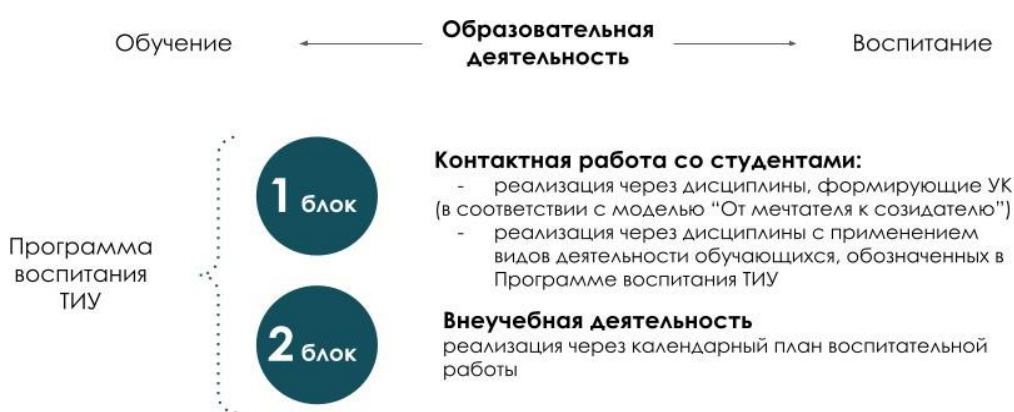 Обучение
Образовательная
деятельность
Воспитание
Программа
воспитания
ТИУ
1 блок
Контактная работа со студентами:
- реализация через дисциплины, формирующие УК
(в соответствии с моделью “От мечтателя к созидателю”)
- реализация через дисциплины с применением
видов деятельности обучающихся, обозначенных в
Программе воспитания ТИУ
2 блок
Внеучебная деятельность
реализация через календарный план воспитательной
работы